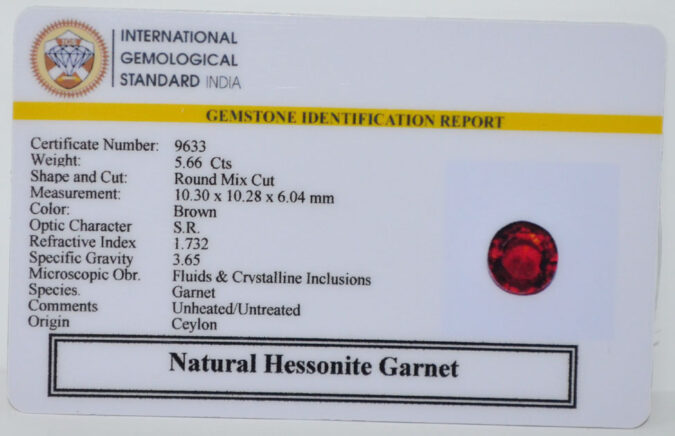 IGS
INTERNATIONAL
GEMOLOGICAL
STANDARD INDIA
GEMSTONE IDENTIFICATION REPORT
Certificate Number: 9633
Weight: 5.66 Cts
Shape and Cut: Round Mix Cut
Measurement: 10.30 x 10.28 x 6.04 mm
Color: Brown
Optic Character S.R.
Refractive Index 1.732
Specific Gravity 3.65
Microscopic Obr. Fluids & Crystalline Inclusions
Species. Garnet
Comments Unheated/Untreated
Origin Ceylon
Natural Hessonite Garnet